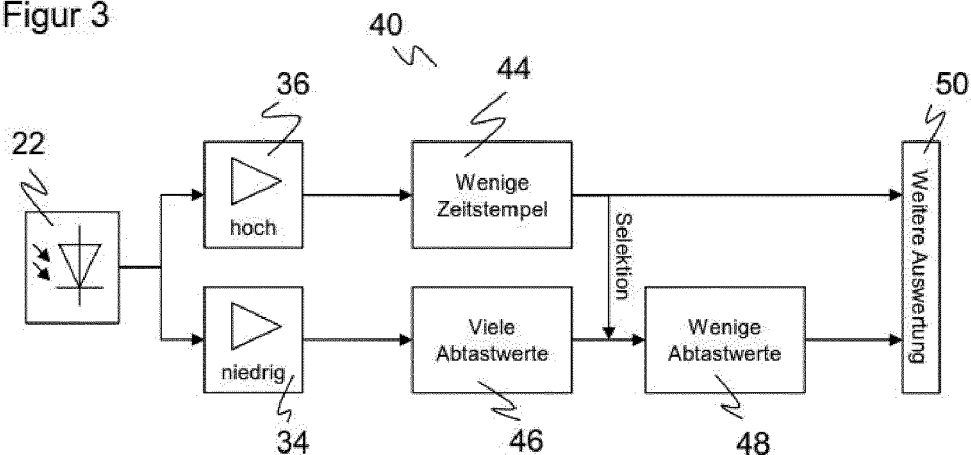 Figur 3
40
36
44
50
22
hoch
Wenige
Zeitstempel
Selektion
Weitere Auswertung
niedrig
Viele
Abtastwerte
Wenige
Abtastwerte
34
46
48